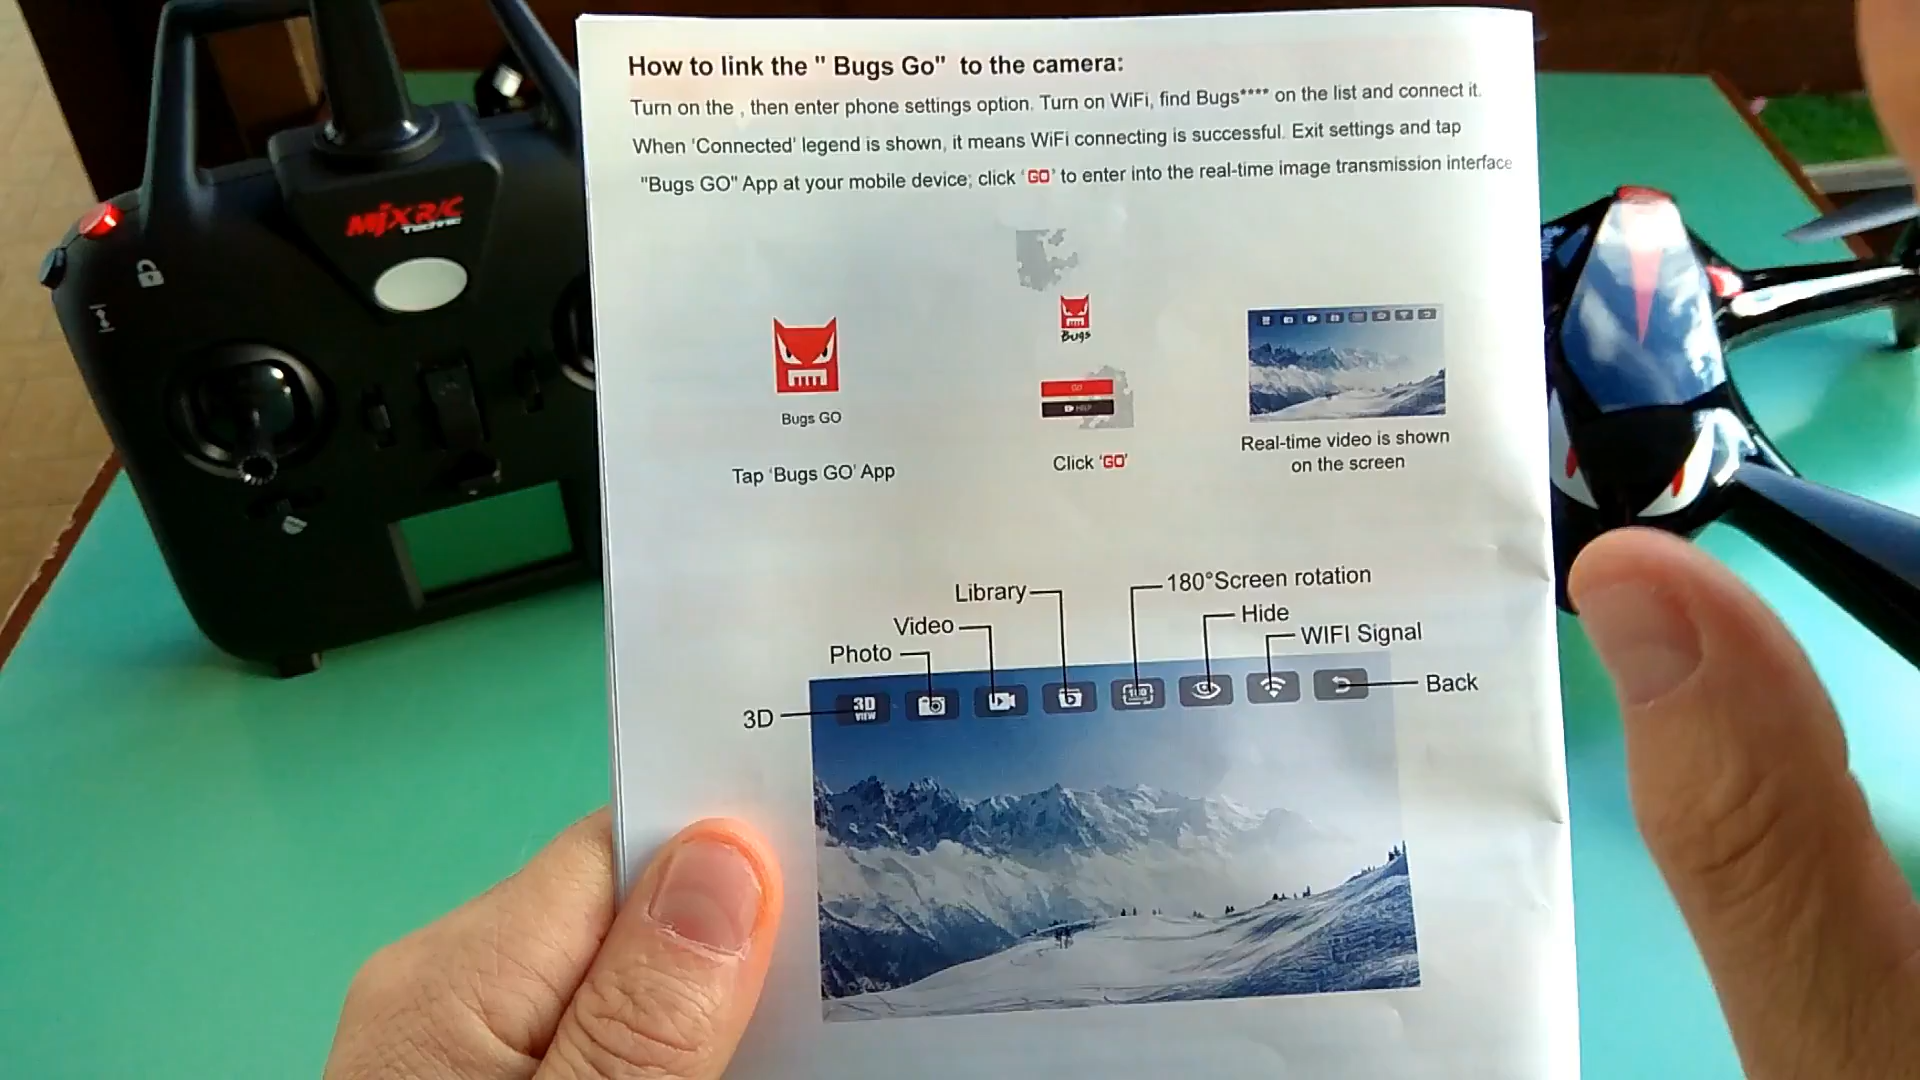 How to link the " Bugs Go" to the camera:
Turn on the , then enter phone settings option. Turn on WiFi, find Bugs**** on the list and connect it.
When 'Connected' legend is shown, it means WiFi connecting is successful. Exit settings and tap
"Bugs GO" App at your mobile device; click 'GO' to enter into the real-time image transmission interface
MJX R/C
TECHNIC
Bugs
GO
HELP
Bugs GO
Tap 'Bugs GO' App
Click 'GO'
Real-time video is shown
on the screen
180°Screen rotation
Library
Hide
Video
WIFI Signal
Photo
Back
3D
3D
VIEW
180